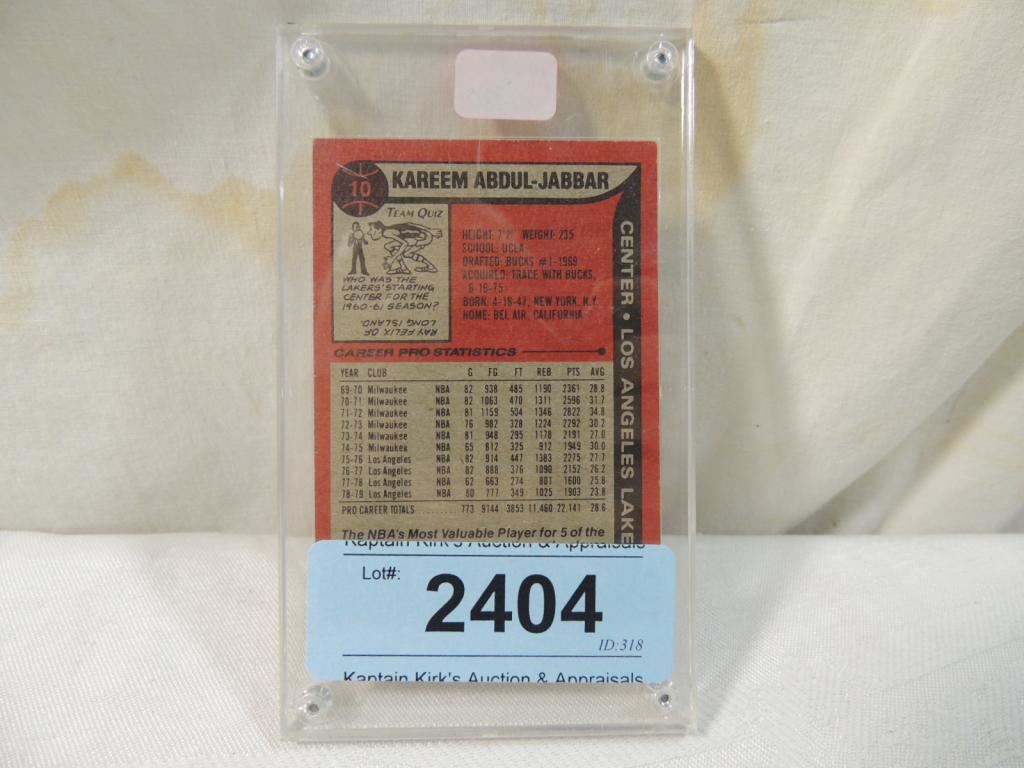 10 KAREEM ABDUL-JABBAR
TEAM QUIZ
WHO WAS THE
LAKERS' STARTING
CENTER FOR THE
1960-61 SEASON?
RAY FELIX OF
LONG ISLAND.
HEIGHT: 7'2" WEIGHT: 235
SCHOOL: UCLA
DRAFTED: BUCKS #1-1969
ACQUIRED: TRADE WITH BUCKS,
6-16-75
BORN: 4-16-47, NEW YORK, N.Y.
HOME: BEL AIR, CALIFORNIA
CENTER • LOS ANGELES LAKE
CAREER PRO STATISTICS
YEAR CLUB G FG FT REB PTS AVG
69-70 Milwaukee NBA 82 938 485 1190 2361 28.8
70-71 Milwaukee NBA 82 1063 470 1311 2596 31.7
71-72 Milwaukee NBA 81 1159 504 1346 2822 34.8
72-73 Milwaukee NBA 76 982 328 1224 2292 30.2
73-74 Milwaukee NBA 81 948 295 1178 2191 27.0
74-75 Milwaukee NBA 65 812 325 912 1949 30.0
75-76 Los Angeles NBA 82 914 447 1383 2275 27.7
76-77 Los Angeles NBA 82 888 376 1090 2152 26.2
77-78 Los Angeles NBA 62 663 274 801 1600 25.8
78-79 Los Angeles NBA 80 777 349 1025 1903 23.8
PRO CAREER TOTALS ........ 773 9144 3853 11,460 22,141 28.6
The NBA's Most Valuable Player for 5 of the
Kaptain Kirk's Auction & Appraisals
Lot#: 2404
ID:318
Kaptain Kirk's Auction & Appraisals